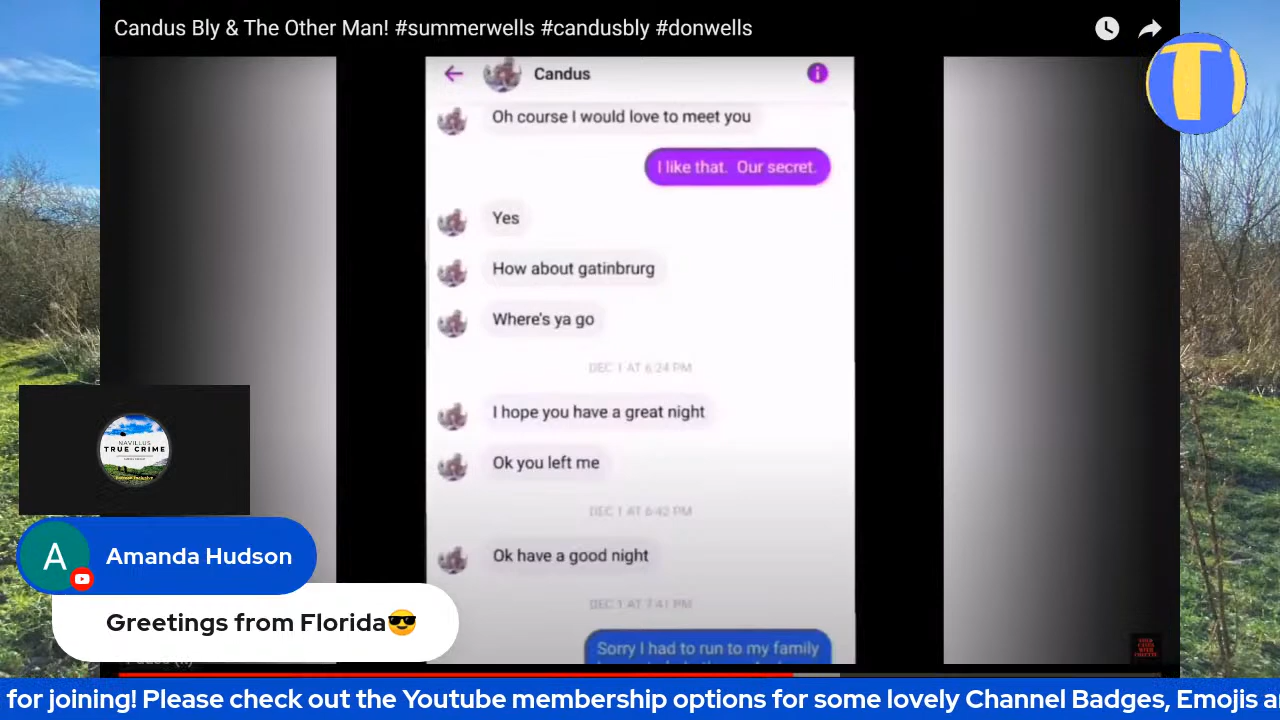 Candus Bly & The Other Man! #summerwells #candusbly #donwells
Candus
Oh course I would love to meet you
I like that. Our secret.
Yes
How about gatinbrurg
Where's ya go
DEC 1 AT 6:24 PM
I hope you have a great night
Ok you left me
DEC 1 AT 6:42 PM
Ok have a good night
DEC 1 AT 7:41 PM
Sorry I had to run to my family
NAVILLUS
TRUE CRIME
A
Amanda Hudson
Greetings from Florida😎
for joining! Please check out the Youtube membership options for some lovely Channel Badges, Emojis a